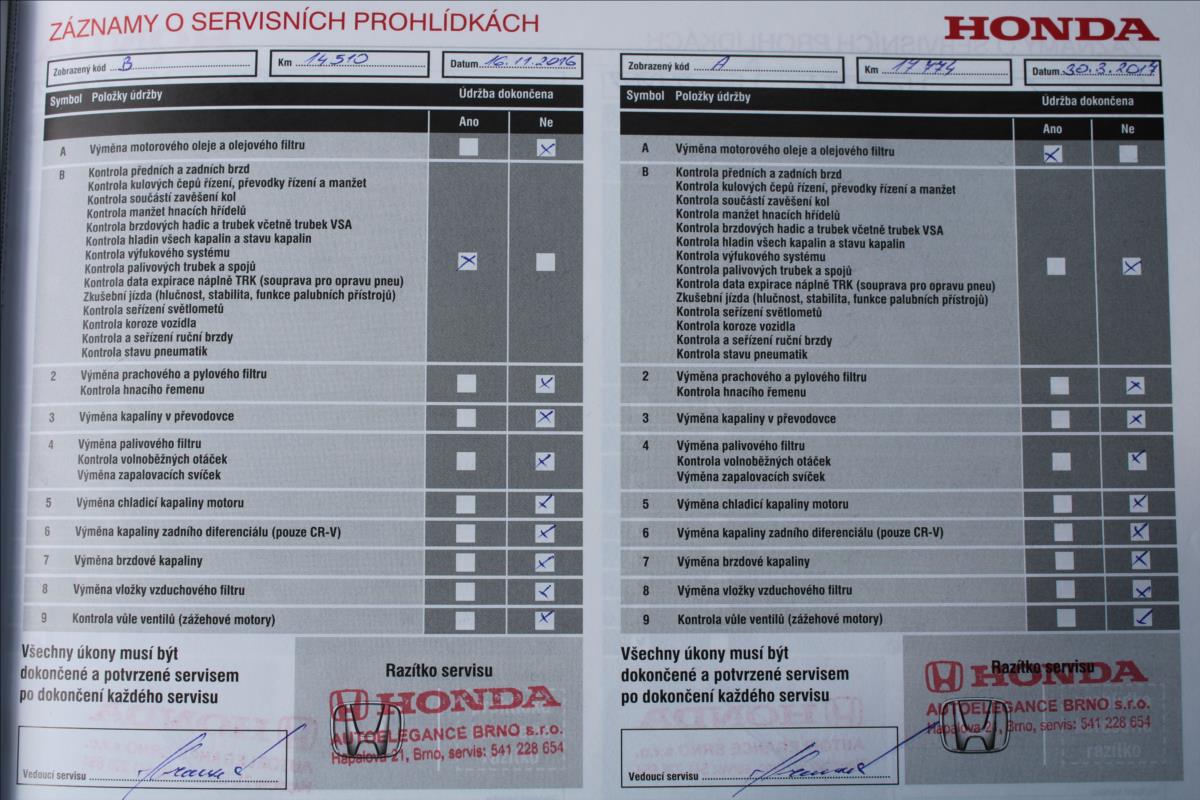 ZÁZNAMY O SERVISNÍCH PROHLÍDKÁCH
HONDA
Zobrazený kód B
Km 14 510
Datum 16.11.2016
Symbol Položky údržby Údržba dokončena
Ano Ne
A Výměna motorového oleje a olejového filtru
B Kontrola předních a zadních brzd
Kontrola kulových čepů řízení, převodky řízení a manžet
Kontrola součástí zavěšení kol
Kontrola manžet hnacích hřídelů
Kontrola brzdových hadic a trubek včetně trubek VSA
Kontrola hladin všech kapalin a stavu kapalin
Kontrola výfukového systému
Kontrola palivových trubek a spojů
Kontrola data expirace náplně TRK (souprava pro opravu pneu)
Zkušební jízda (hlučnost, stabilita, funkce palubních přístrojů)
Kontrola seřízení světlometů
Kontrola koroze vozidla
Kontrola a seřízení ruční brzdy
Kontrola stavu pneumatik
2 Výměna prachového a pylového filtru
Kontrola hnacího řemenu
3 Výměna kapaliny v převodovce
4 Výměna palivového filtru
Kontrola volnoběžných otáček
Výměna zapalovacích svíček
5 Výměna chladicí kapaliny motoru
6 Výměna kapaliny zadního diferenciálu (pouze CR-V)
7 Výměna brzdové kapaliny
8 Výměna vložky vzduchového filtru
9 Kontrola vůle ventilů (zážehové motory)
Všechny úkony musí být
dokončené a potvrzené servisem
po dokončení každého servisu
Vedoucí servisu
Razítko servisu
HONDA
AUTOELEGANCE BRNO s.r.o.
Hapalova 21, Brno, servis: 541 228 654
Zobrazený kód A
Km 17 774
Datum 30.3.2017
Symbol Položky údržby Údržba dokončena
Ano Ne
A Výměna motorového oleje a olejového filtru
B Kontrola předních a zadních brzd
Kontrola kulových čepů řízení, převodky řízení a manžet
Kontrola součástí zavěšení kol
Kontrola manžet hnacích hřídelů
Kontrola brzdových hadic a trubek včetně trubek VSA
Kontrola hladin všech kapalin a stavu kapalin
Kontrola výfukového systému
Kontrola palivových trubek a spojů
Kontrola data expirace náplně TRK (souprava pro opravu pneu)
Zkušební jízda (hlučnost, stabilita, funkce palubních přístrojů)
Kontrola seřízení světlometů
Kontrola koroze vozidla
Kontrola a seřízení ruční brzdy
Kontrola stavu pneumatik
2 Výměna prachového a pylového filtru
Kontrola hnacího řemenu
3 Výměna kapaliny v převodovce
4 Výměna palivového filtru
Kontrola volnoběžných otáček
Výměna zapalovacích svíček
5 Výměna chladicí kapaliny motoru
6 Výměna kapaliny zadního diferenciálu (pouze CR-V)
7 Výměna brzdové kapaliny
8 Výměna vložky vzduchového filtru
9 Kontrola vůle ventilů (zážehové motory)
Všechny úkony musí být
dokončené a potvrzené servisem
po dokončení každého servisu
Vedoucí servisu
Razítko servisu
HONDA
AUTOELEGANCE BRNO s.r.o.
Hapalova 21, Brno, servis: 541 228 654
razítko